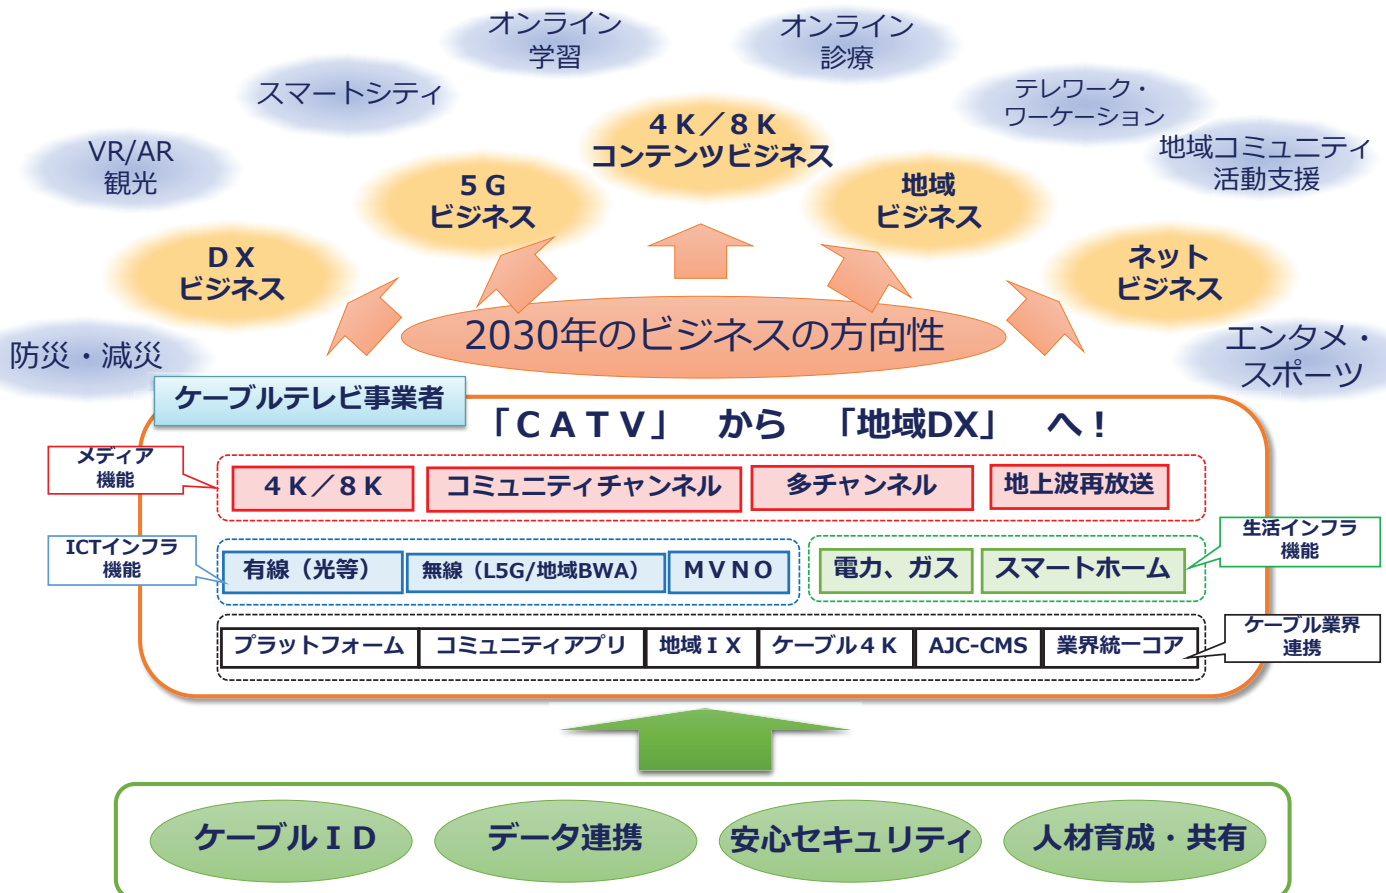 オンライン
学習
オンライン
診療
スマートシティ
テレワーク・
ワーケーション
VR/AR
観光
4K/8K
コンテンツビジネス
地域コミュニティ
活動支援
5G
ビジネス
地域
ビジネス
DX
ビジネス
ネット
ビジネス
防災・減災
2030年のビジネスの方向性
エンタメ・
スポーツ
ケーブルテレビ事業者
「CATV」 から 「地域DX」 へ!
メディア
機能
4K/8K
コミュニティチャンネル
多チャンネル
地上波再放送
ICTインフラ
機能
有線(光等)
無線(L5G/地域BWA)
MVNO
電力、ガス
スマートホーム
生活インフラ
機能
プラットフォーム
コミュニティアプリ
地域IX
ケーブル4K
AJC-CMS
業界統一コア
ケーブル業界
連携
ケーブルID
データ連携
安心セキュリティ
人材育成・共有